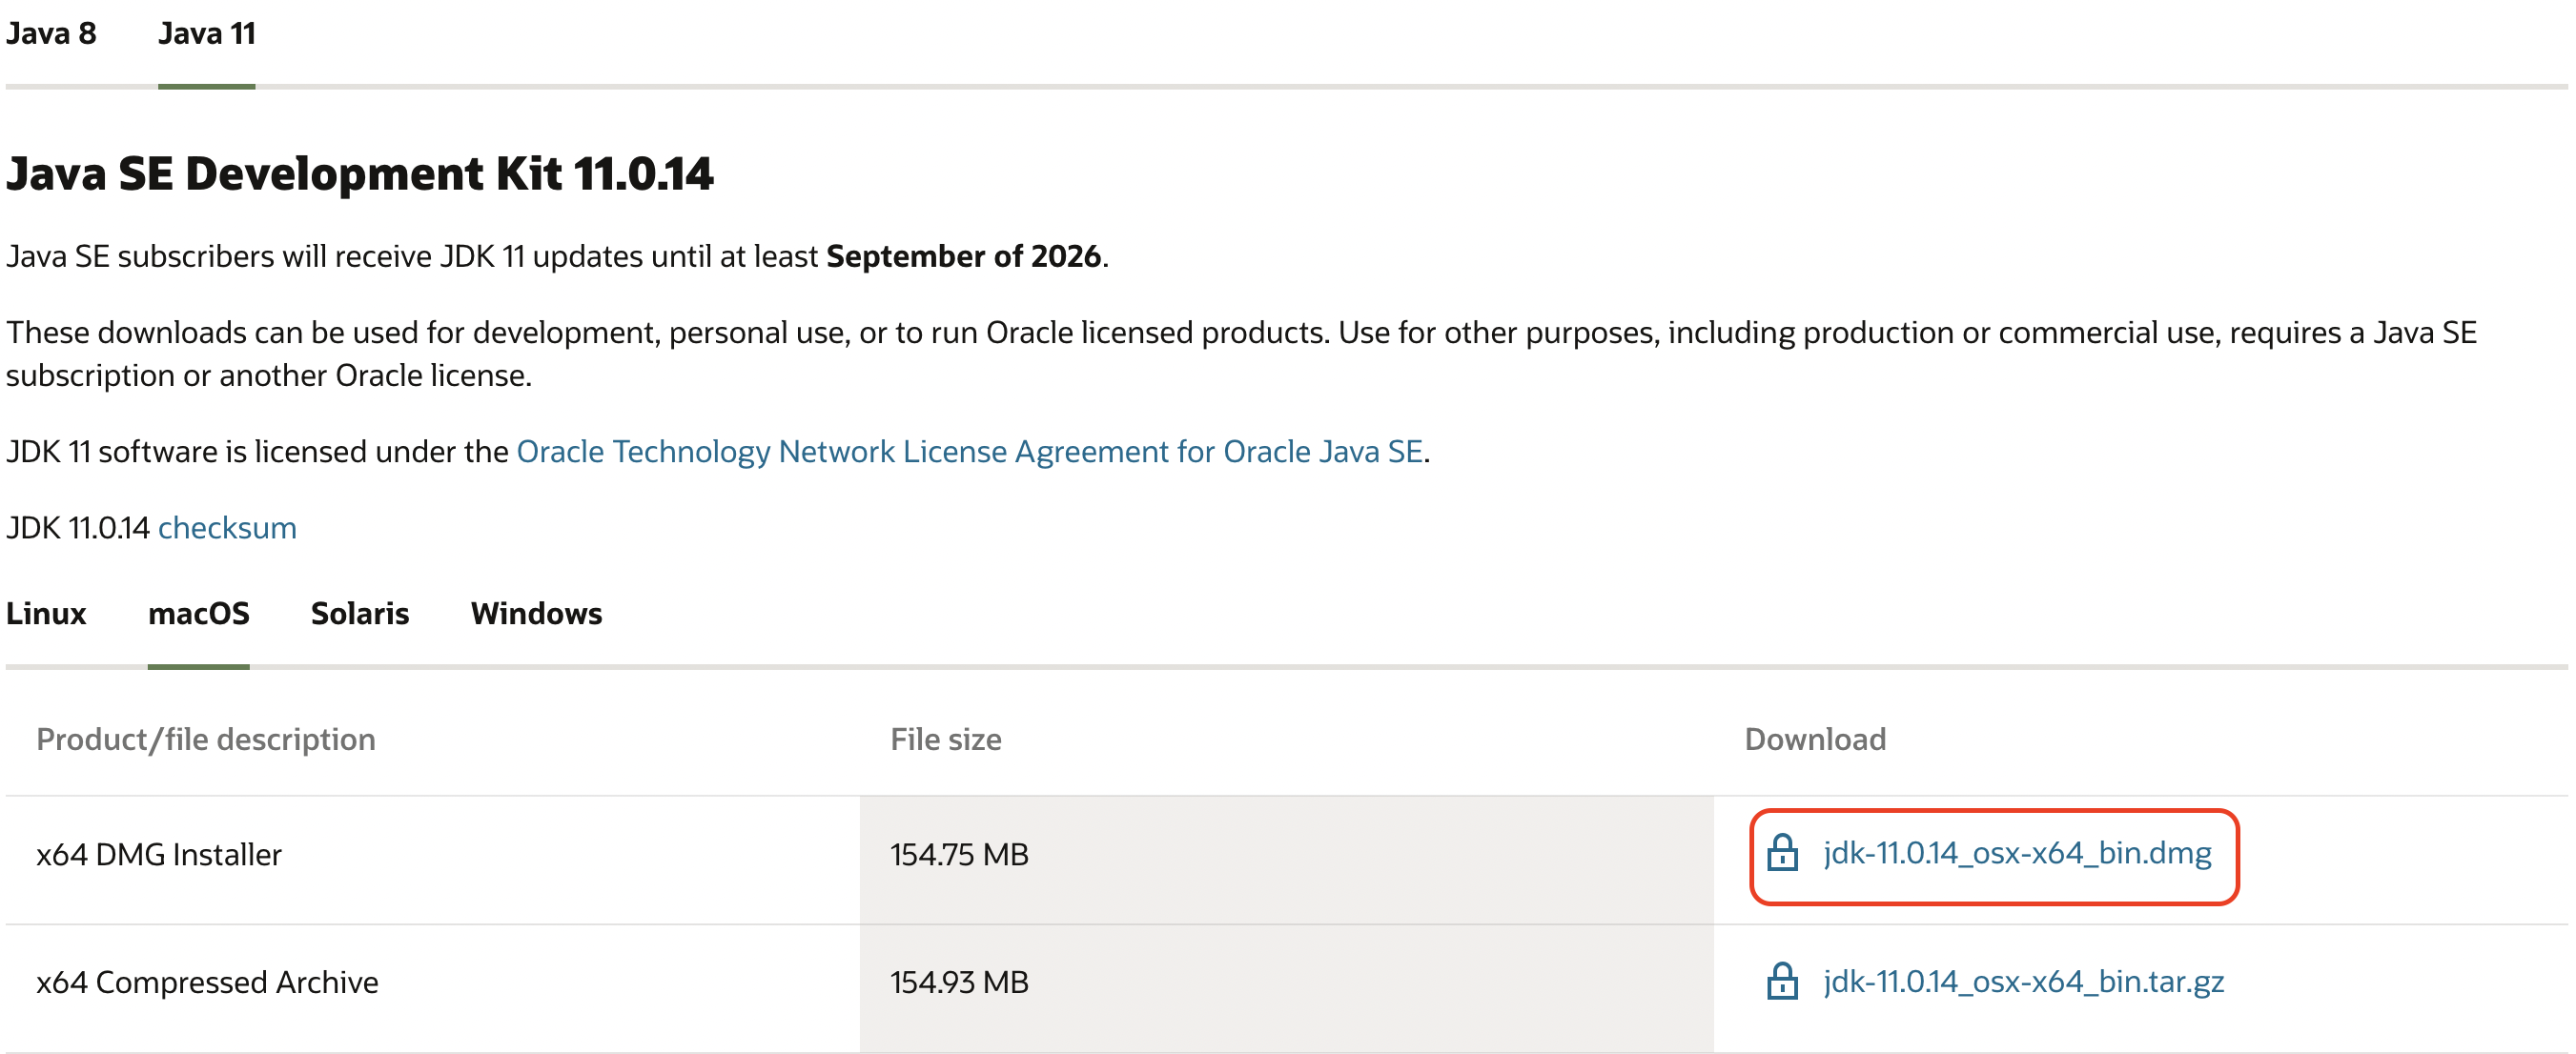 Java 8 Java 11
Java SE Development Kit 11.0.14
Java SE subscribers will receive JDK 11 updates until at least September of 2026.
These downloads can be used for development, personal use, or to run Oracle licensed products. Use for other purposes, including production or commercial use, requires a Java SE
subscription or another Oracle license.
JDK 11 software is licensed under the Oracle Technology Network License Agreement for Oracle Java SE.
JDK 11.0.14 checksum
Linux macOS Solaris Windows
Product/file description File size Download
x64 DMG Installer 154.75 MB jdk-11.0.14_osx-x64_bin.dmg
x64 Compressed Archive 154.93 MB jdk-11.0.14_osx-x64_bin.tar.gz